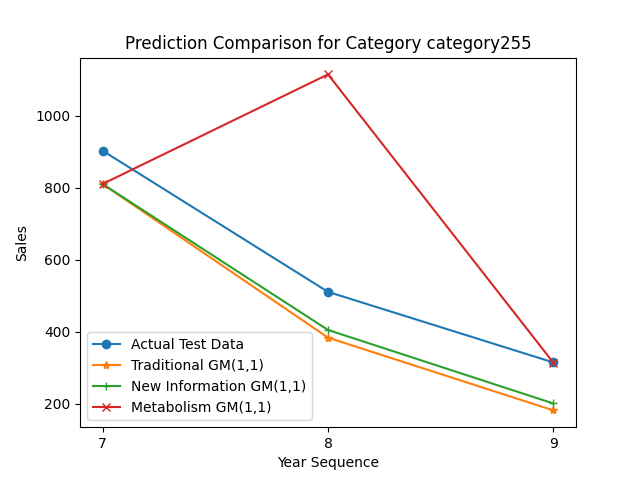 Prediction Comparison for Category category255
1000
800
600
400
200
Sales
Actual Test Data
Traditional GM(1,1)
New Information GM(1,1)
Metabolism GM(1,1)
7
8
9
Year Sequence